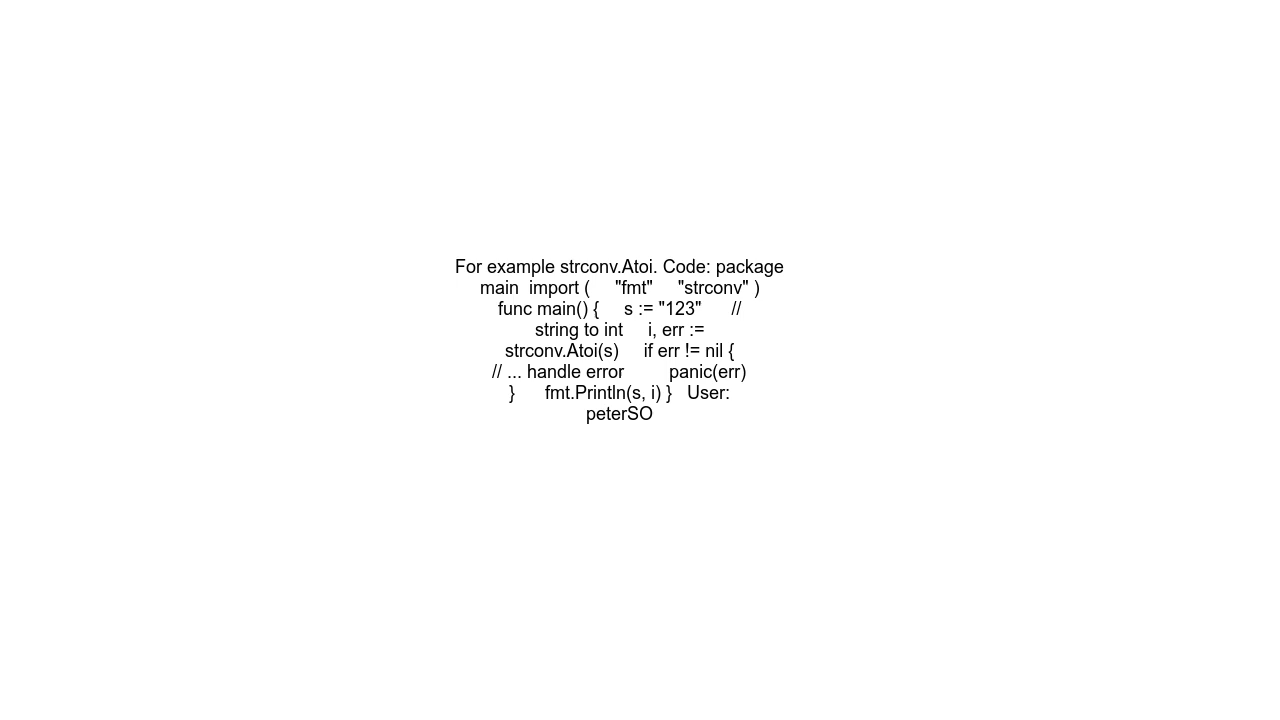 For example strconv.Atoi. Code: package
main  import (     "fmt"     "strconv" )
func main() {     s := "123"      //
string to int     i, err :=
strconv.Atoi(s)     if err != nil {
// ... handle error         panic(err)
}      fmt.Println(s, i) }   User:
peterSO